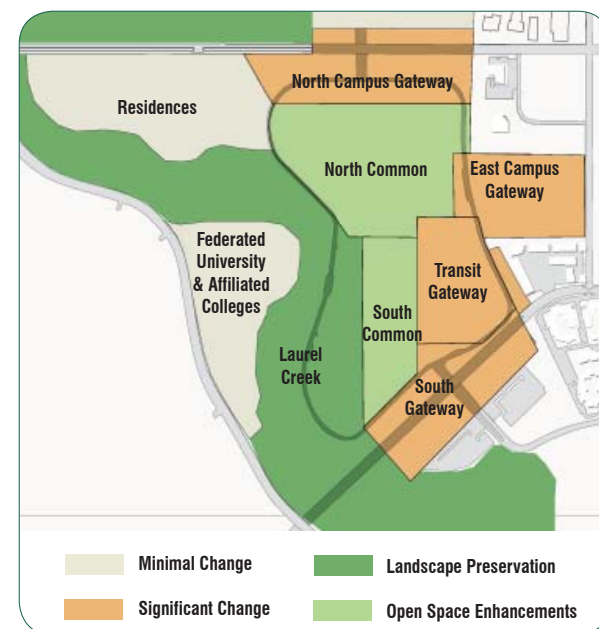 North Campus Gateway
Residences
North Common
East Campus
Gateway
Federated
University
& Affiliated
Colleges
Transit
Gateway
South
Common
Laurel
Creek
South
Gateway
Minimal Change
Landscape Preservation
Significant Change
Open Space Enhancements